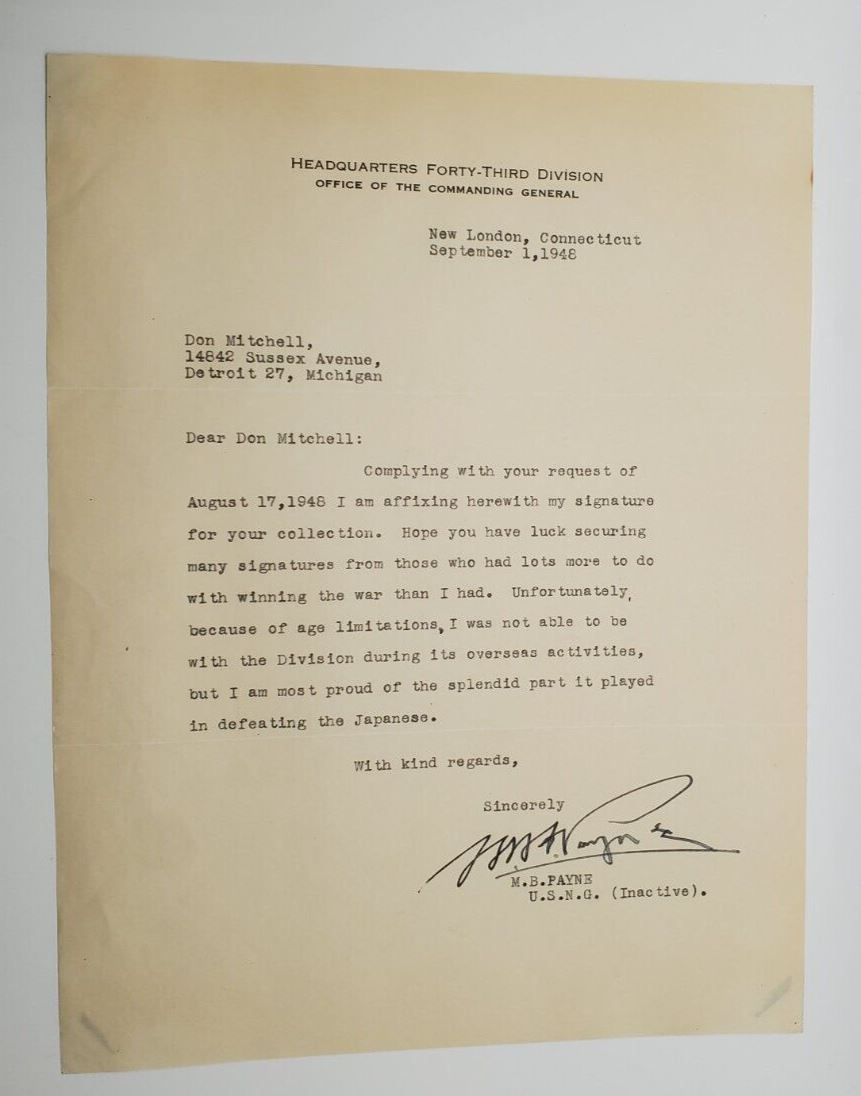 HEADQUARTERS FORTY-THIRD DIVISION
OFFICE OF THE COMMANDING GENERAL
New London, Connecticut
September 1,1948
Don Mitchell,
14842 Sussex Avenue,
Detroit 27, Michigan
Dear Don Mitchell:
Complying with your request of
August 17,1948 I am affixing herewith my signature
for your collection. Hope you have luck securing
many signatures from those who had lots more to do
with winning the war than I had. Unfortunately,
because of age limitations, I was not able to be
with the Division during its overseas activities,
but I am most proud of the splendid part it played
in defeating the Japanese.
With kind regards,
Sincerely
M.B.PAYNE
U.S.N.G. (Inactive).